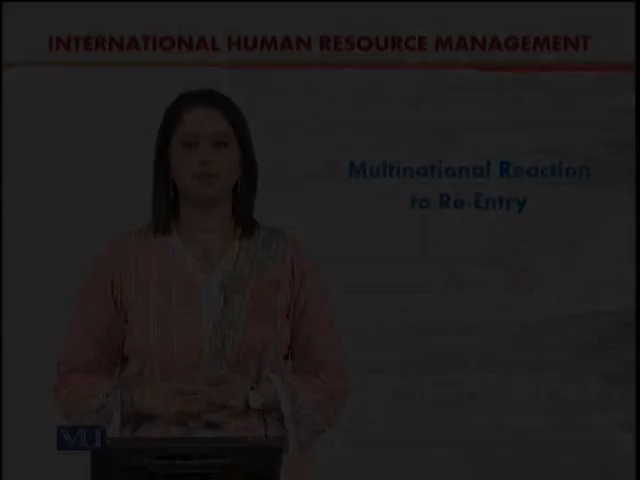 INTERNATIONAL HUMAN RESOURCE MANAGEMENT
Multinational Reaction
to Re-Entry
VU